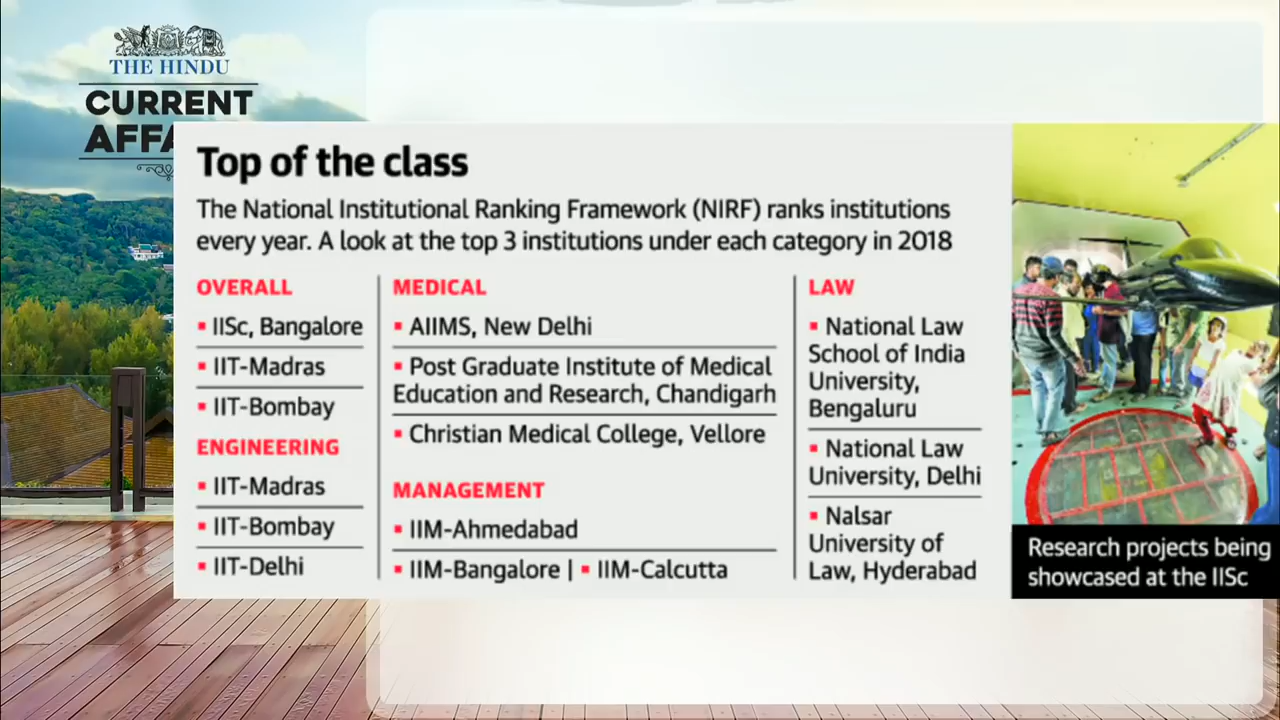 THE HINDU
CURRENT
Top of the class
The National Institutional Ranking Framework (NIRF) ranks institutions
every year. A look at the top 3 institutions under each category in 2018
OVERALL
▪ IISc, Bangalore
▪ IIT-Madras
▪ IIT-Bombay
ENGINEERING
▪ IIT-Madras
▪ IIT-Bombay
▪ IIT-Delhi
MEDICAL
▪ AIIMS, New Delhi
▪ Post Graduate Institute of Medical
Education and Research, Chandigarh
▪ Christian Medical College, Vellore
MANAGEMENT
▪ IIM-Ahmedabad
▪ IIM-Bangalore | ▪ IIM-Calcutta
LAW
▪ National Law
School of India
University,
Bengaluru
▪ National Law
University, Delhi
▪ Nalsar
University of
Law, Hyderabad
Research projects being
showcased at the IISc